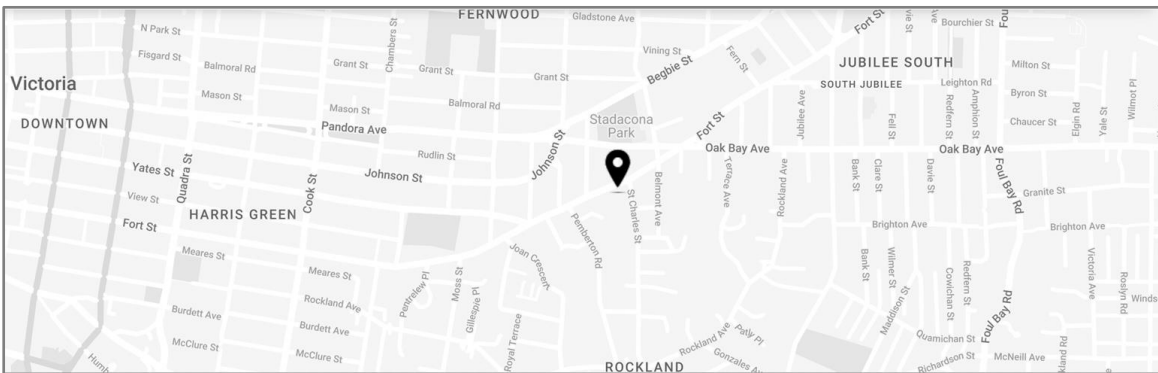 FERNWOOD
Gladstone Ave
Fort St
Bourchier St
N Park St
Chambers St
Fisgard St
Balmoral Rd
Grant St
Grant St
Grant St
Vining St
Begbie St
Fern St
JUBILEE SOUTH
SOUTH JUBILEE
Leighton Rd
Milton St
Byron St
Chaucer St
Elgin Rd
Yale St
Wilmot Pl
Victoria
DOWNTOWN
Mason St
Mason St
Balmoral Rd
Pandora Ave
Rudlin St
Johnson St
Stadacona
Park
Fort St
Jubilee Ave
Fell St
Redfern St
Amphion St
Oak Bay Ave
Oak Bay Ave
Yates St
View St
Fort St
Quadra St
HARRIS GREEN
Cook St
Johnson St
St Charles St
Belmont Ave
Terrace Ave
Rockland Ave
Bank St
Clare St
Davie St
Foul Bay Rd
Granite St
Brighton Ave
Brighton Ave
Meares St
Meares St
Pentrelew Pl
Moss St
Gillespie Pl
Joan Crescent
Pemberton Rd
Royal Terrace
Bank St
Wilmer St
Maddison St
Cowichan St
Redfern St
Foul Bay Rd
Victoria Ave
Roslyn Rd
Burdett Ave
Rockland Ave
Burdett Ave
McClure St
McClure St
ROCKLAND
Rockland Ave
Gonzales Ave
Quamichan St
Richardson St
McNeill Ave